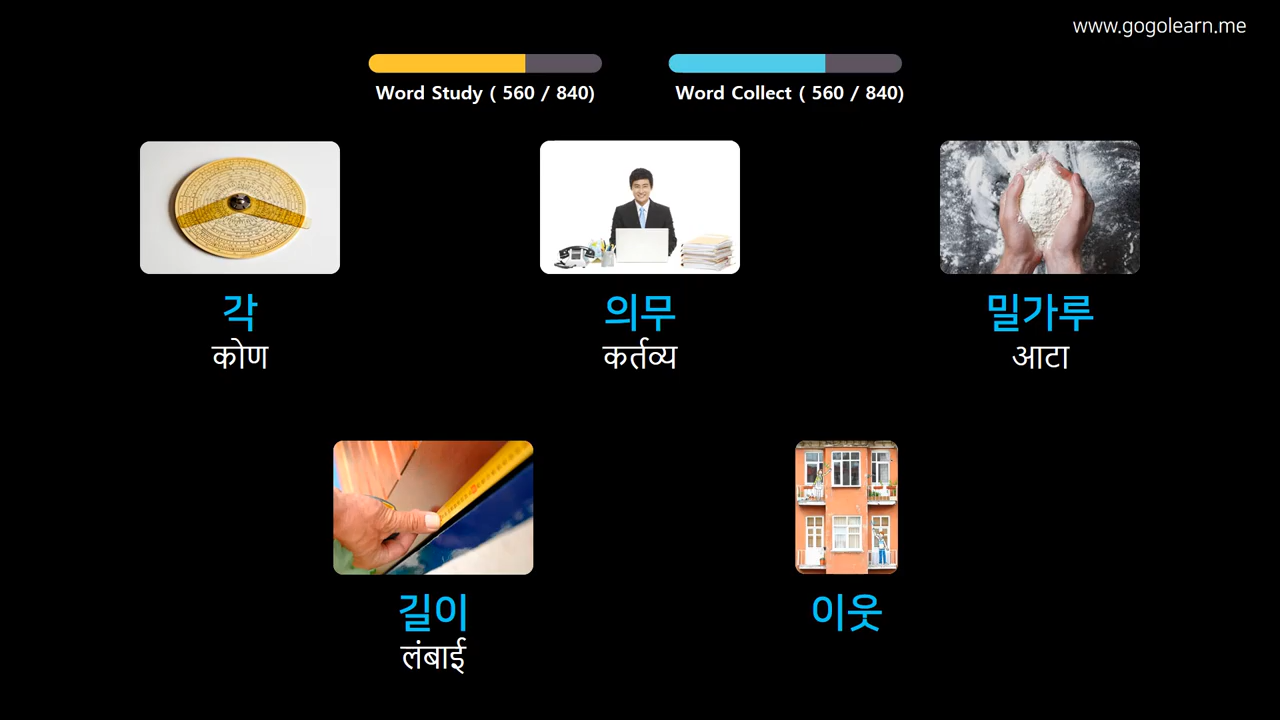 www.gogolearn.me
Word Study ( 560 / 840)
Word Collect ( 560 / 840)
각
कोण
의무
कर्तव्य
밀가루
आटा
길이
लंबाई
이웃